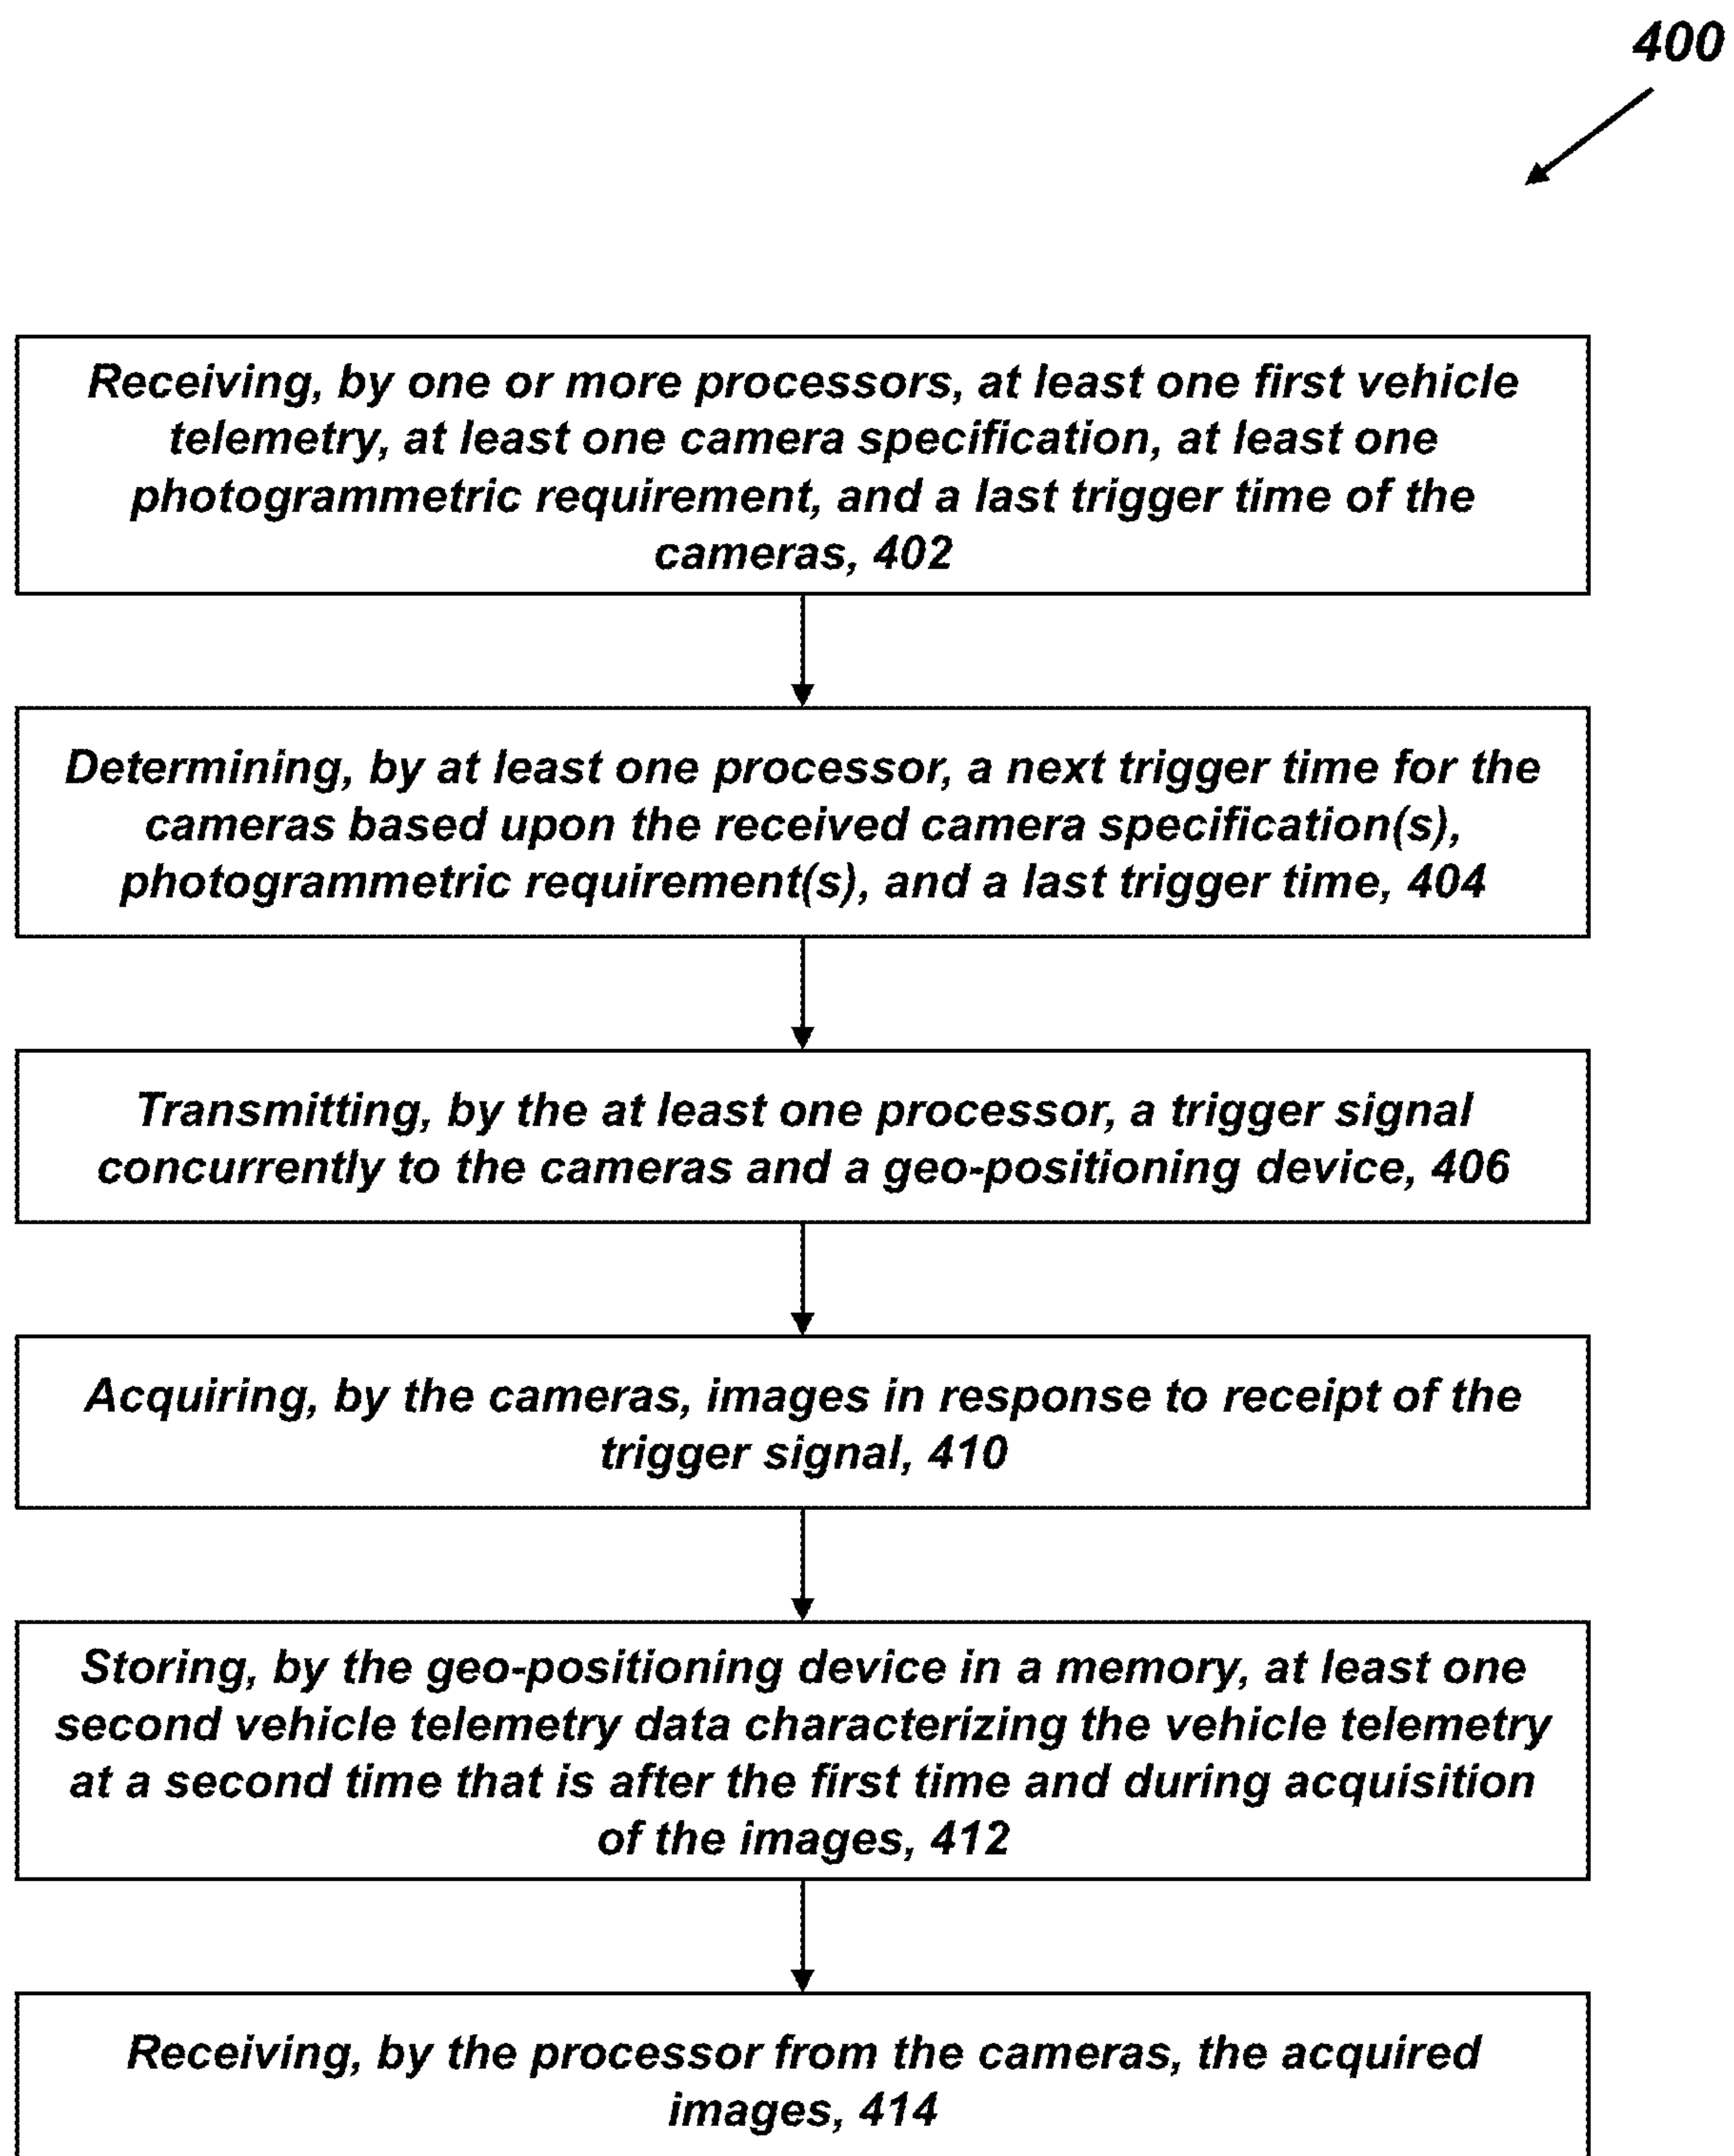 400
Receiving, by one or more processors, at least one first vehicle
telemetry, at least one camera specification, at least one
photogrammetric requirement, and a last trigger time of the
cameras, 402
Determining, by at least one processor, a next trigger time for the
cameras based upon the received camera specification(s),
photogrammetric requirement(s), and a last trigger time, 404
Transmitting, by the at least one processor, a trigger signal
concurrently to the cameras and a geo-positioning device, 406
Acquiring, by the cameras, images in response to receipt of the
trigger signal, 410
Storing, by the geo-positioning device in a memory, at least one
second vehicle telemetry data characterizing the vehicle telemetry
at a second time that is after the first time and during acquisition
of the images, 412
Receiving, by the processor from the cameras, the acquired
images, 414